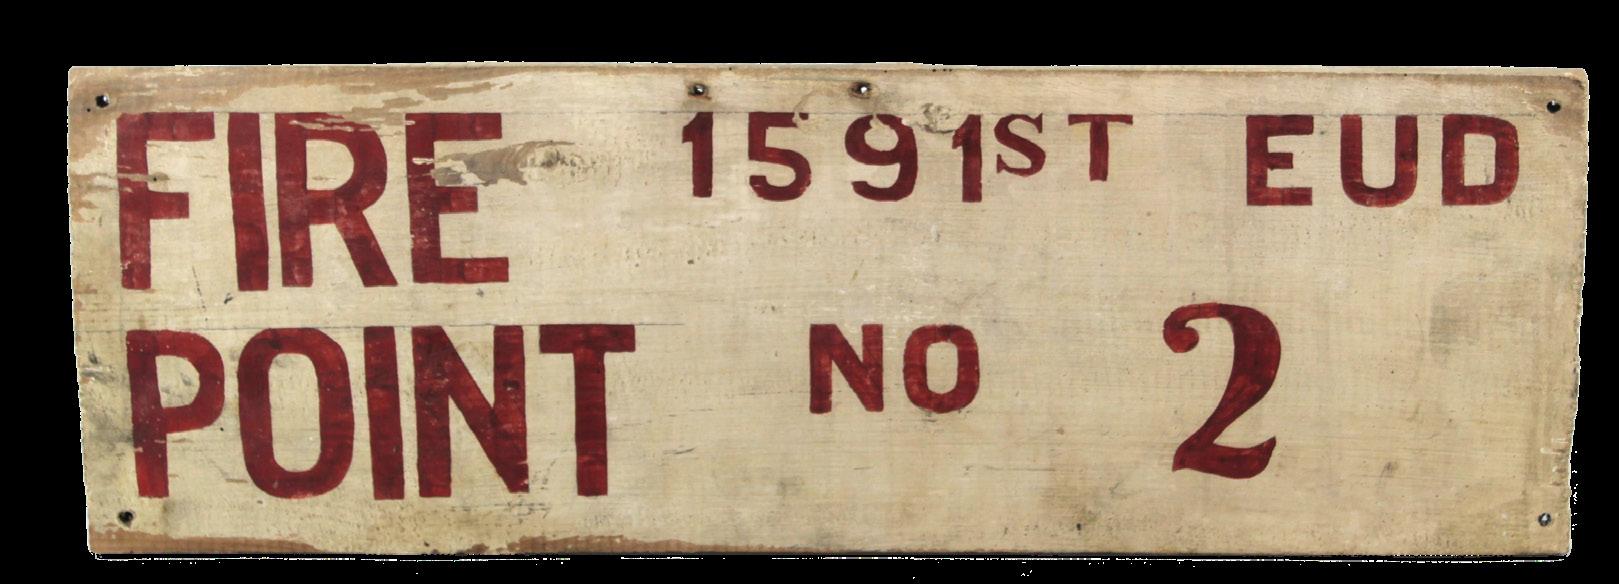 FIRE 1591ST EUD
POINT NO 2